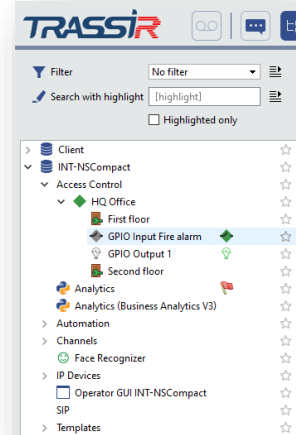 TRASSIR
Filter No filter
Search with highlight [highlight]
Highlighted only
Client
INT-NSCompact
Access Control
HQ Office
First floor
GPIO Input Fire alarm
GPIO Output 1
Second floor
Analytics
Analytics (Business Analytics V3)
Automation
Channels
Face Recognizer
IP Devices
Operator GUI INT-NSCompact
SIP
Templates